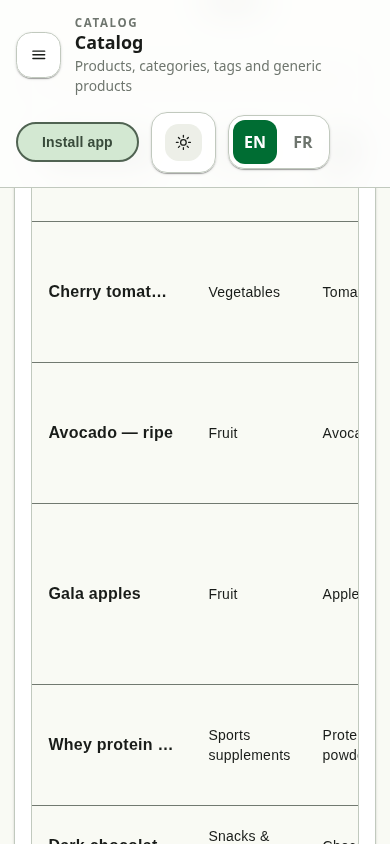 CATALOG
Catalog
Products, categories, tags and generic
products
Install app
EN FR
Cherry tomat… Vegetables
Avocado — ripe Fruit
Gala apples Fruit
Sports
Whey protein …
supplements
Snacks &